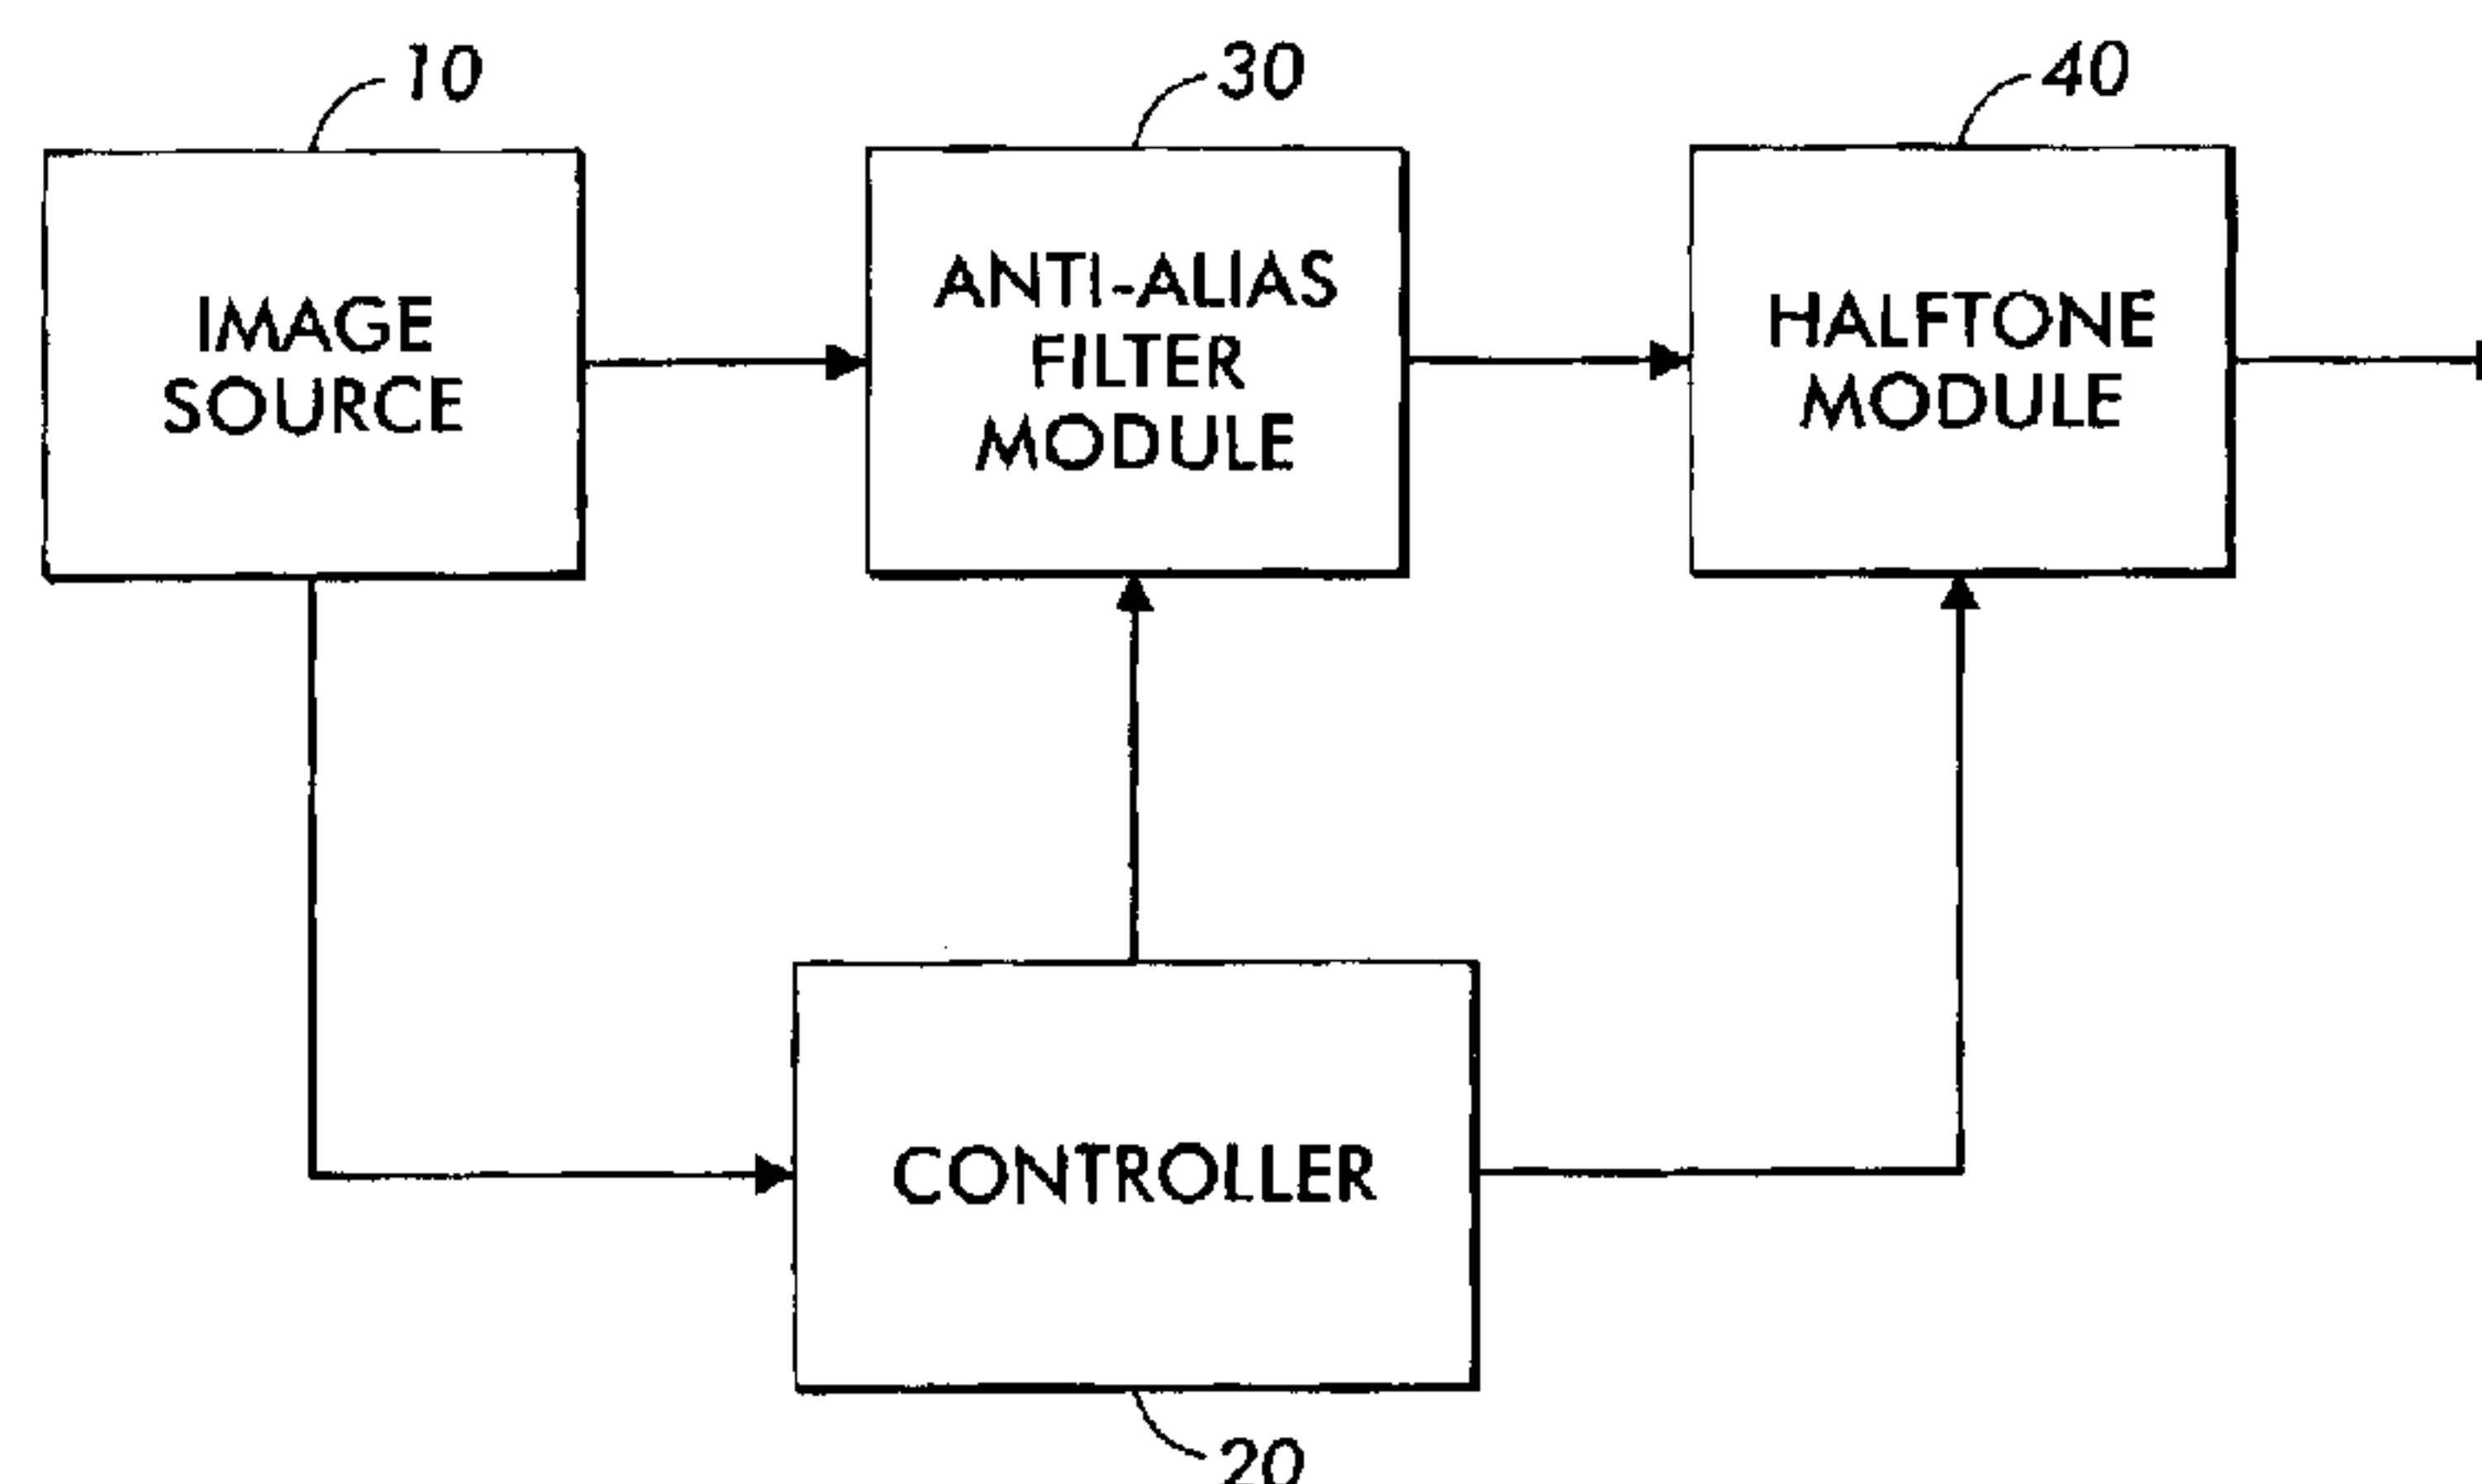 10
30
40
IMAGE
SOURCE
ANTI-ALIAS
FILTER
MODULE
HALFTONE
MODULE
CONTROLLER
20